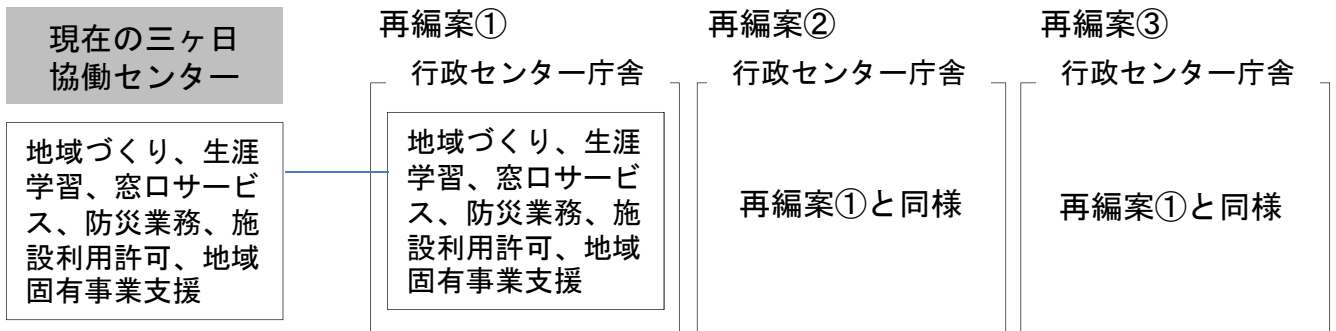 現在の三ヶ日
協働センター
地域づくり、生涯
学習、窓口サービ
ス、防災業務、施
設利用許可、地域
固有事業支援
再編案①
行政センター庁舎
地域づくり、生涯
学習、窓口サービ
ス、防災業務、施
設利用許可、地域
固有事業支援
再編案②
行政センター庁舎
再編案①と同様
再編案③
行政センター庁舎
再編案①と同様